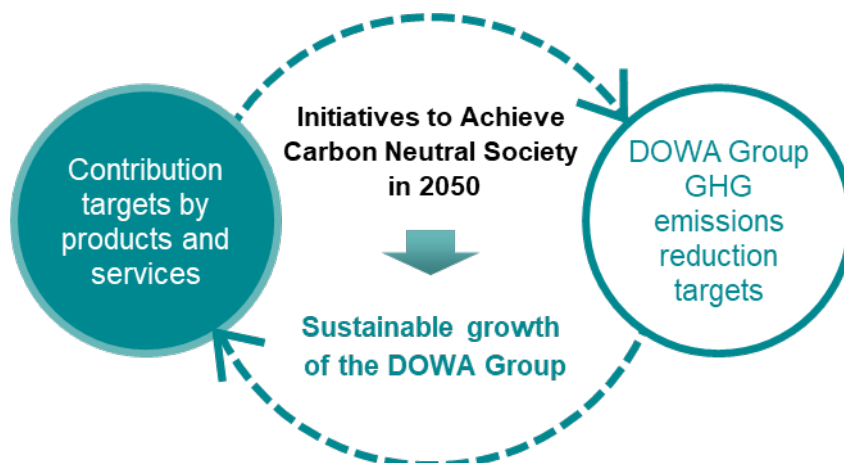 Contribution
targets by
products and
services
Initiatives to Achieve
Carbon Neutral Society
in 2050
Sustainable growth
of the DOWA Group
DOWA Group
GHG
emissions
reduction
targets